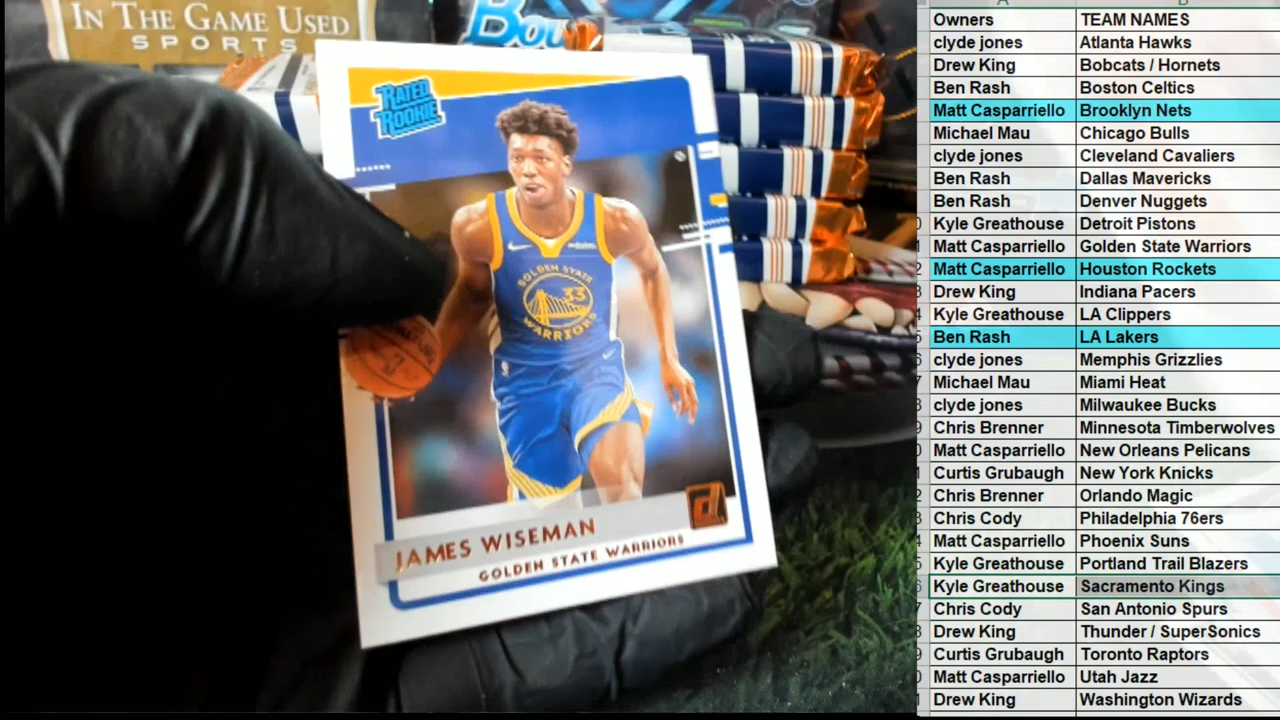 IN THE GAME USED
SPORTS
Bow
RATED
ROOKIE
GOLDEN STATE
33
WARRIORS
JAMES WISEMAN
GOLDEN STATE WARRIORS
Owners TEAM NAMES
clyde jones Atlanta Hawks
Drew King Bobcats / Hornets
Ben Rash Boston Celtics
Matt Casparriello Brooklyn Nets
Michael Mau Chicago Bulls
clyde jones Cleveland Cavaliers
Ben Rash Dallas Mavericks
Ben Rash Denver Nuggets
Kyle Greathouse Detroit Pistons
Matt Casparriello Golden State Warriors
Matt Casparriello Houston Rockets
Drew King Indiana Pacers
Kyle Greathouse LA Clippers
Ben Rash LA Lakers
clyde jones Memphis Grizzlies
Michael Mau Miami Heat
clyde jones Milwaukee Bucks
Chris Brenner Minnesota Timberwolves
Matt Casparriello New Orleans Pelicans
Curtis Grubaugh New York Knicks
Chris Brenner Orlando Magic
Chris Cody Philadelphia 76ers
Matt Casparriello Phoenix Suns
Kyle Greathouse Portland Trail Blazers
Kyle Greathouse Sacramento Kings
Chris Cody San Antonio Spurs
Drew King Thunder / SuperSonics
Curtis Grubaugh Toronto Raptors
Matt Casparriello Utah Jazz
Drew King Washington Wizards